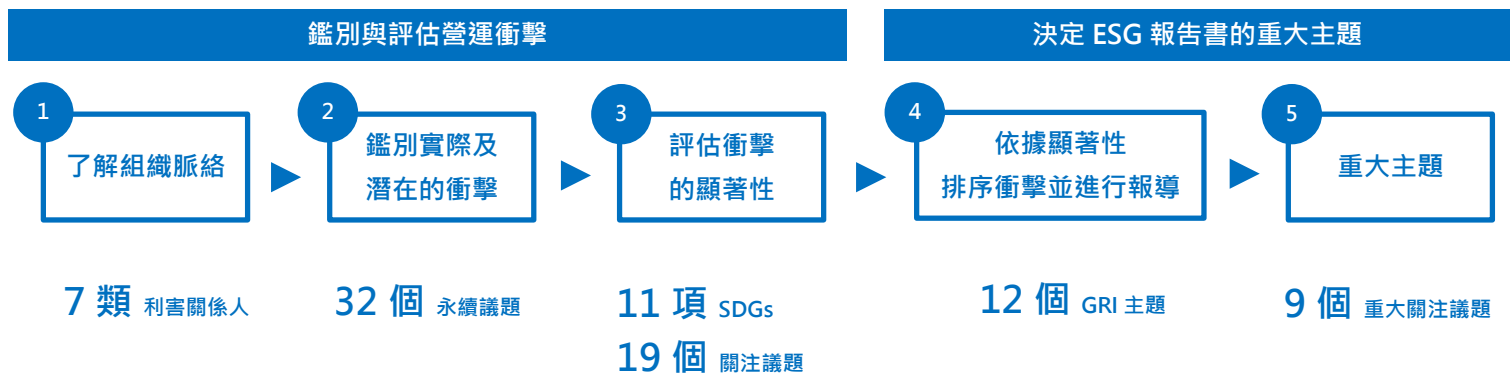 鑑別與評估營運衝擊
決定 ESG 報告書的重大主題
1
了解組織脈絡
2
鑑別實際及
潛在的衝擊
3
評估衝擊
的顯著性
4
依據顯著性
排序衝擊並進行報導
5
重大主題
7 類 利害關係人
32 個 永續議題
11 項 SDGs
19 個 關注議題
12 個 GRI 主題
9 個 重大關注議題